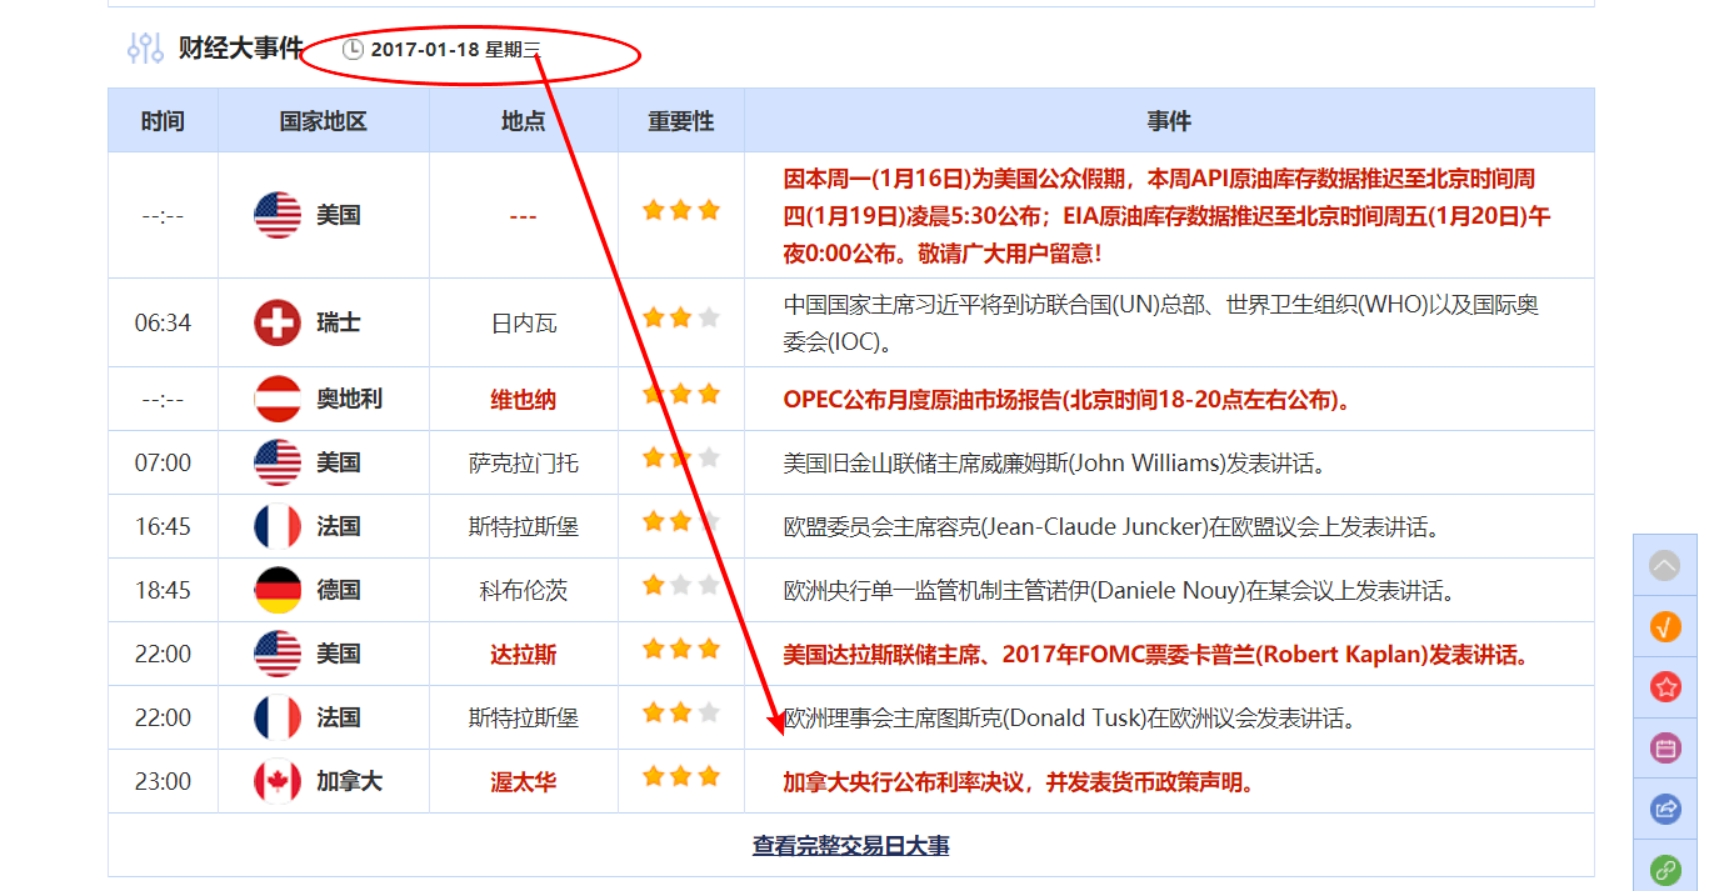 财经大事件 2017-01-18 星期三
时间 国家地区 地点 重要性 事件
因本周一(1月16日)为美国公众假期，本周API原油库存数据推迟至北京时间周
--:-- 美国 --- 四(1月19日)凌晨5:30公布；EIA原油库存数据推迟至北京时间周五(1月20日)午
夜0:00公布。敬请广大用户留意！
06:34 瑞士 日内瓦 中国国家主席习近平将到访联合国(UN)总部、世界卫生组织(WHO)以及国际奥
委会(IOC)。
--:-- 奥地利 维也纳 OPEC公布月度原油市场报告(北京时间18-20点左右公布)。
07:00 美国 萨克拉门托 美国旧金山联储主席威廉姆斯(John Williams)发表讲话。
16:45 法国 斯特拉斯堡 欧盟委员会主席容克(Jean-Claude Juncker)在欧盟议会上发表讲话。
18:45 德国 科布伦茨 欧洲央行单一监管机制主管诺伊(Daniele Nouy)在某会议上发表讲话。
22:00 美国 达拉斯 美国达拉斯联储主席、2017年FOMC票委卡普兰(Robert Kaplan)发表讲话。
22:00 法国 斯特拉斯堡 欧洲理事会主席图斯克(Donald Tusk)在欧洲议会发表讲话。
23:00 加拿大 渥太华 加拿大央行公布利率决议，并发表货币政策声明。
查看完整交易日大事